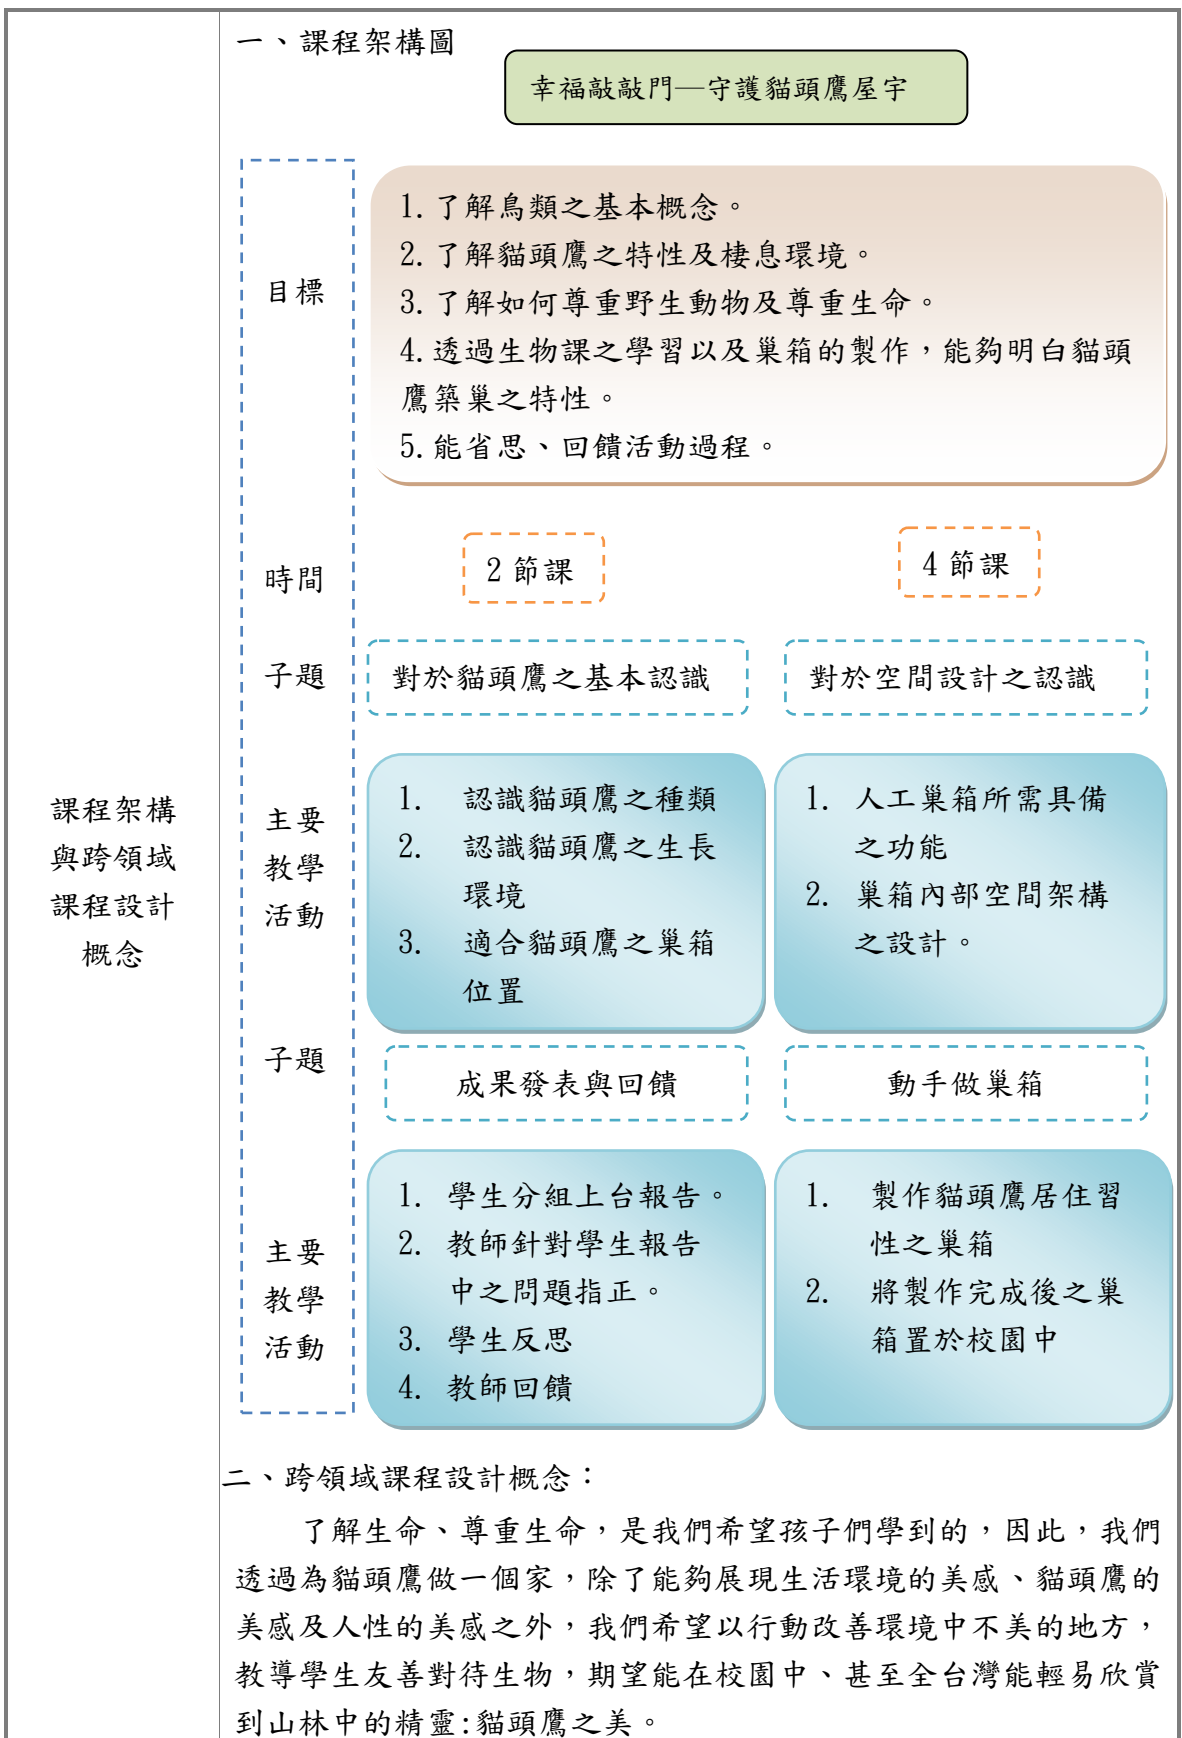 課程架構
與跨領域
課程設計
概念
一、課程架構圖
幸福敲敲門—守護貓頭鷹屋宇
目標
1.了解鳥類之基本概念。
2.了解貓頭鷹之特性及棲息環境。
3.了解如何尊重野生動物及尊重生命。
4.透過生物課之學習以及巢箱的製作，能夠明白貓頭
鷹築巢之特性。
5.能省思、回饋活動過程。
時間
2 節課
4 節課
子題
對於貓頭鷹之基本認識
對於空間設計之認識
主要
教學
活動
1. 認識貓頭鷹之種類
2. 認識貓頭鷹之生長
環境
3. 適合貓頭鷹之巢箱
位置
1. 人工巢箱所需具備
之功能
2. 巢箱內部空間架構
之設計。
子題
成果發表與回饋
動手做巢箱
主要
教學
活動
1. 學生分組上台報告。
2. 教師針對學生報告
中之問題指正。
3. 學生反思
4. 教師回饋
1. 製作貓頭鷹居住習
性之巢箱
2. 將製作完成後之巢
箱置於校園中
二、跨領域課程設計概念：
了解生命、尊重生命，是我們希望孩子們學到的，因此，我們
透過為貓頭鷹做一個家，除了能夠展現生活環境的美感、貓頭鷹的
美感及人性的美感之外，我們希望以行動改善環境中不美的地方，
教導學生友善對待生物，期望能在校園中、甚至全台灣能輕易欣賞
到山林中的精靈:貓頭鷹之美。